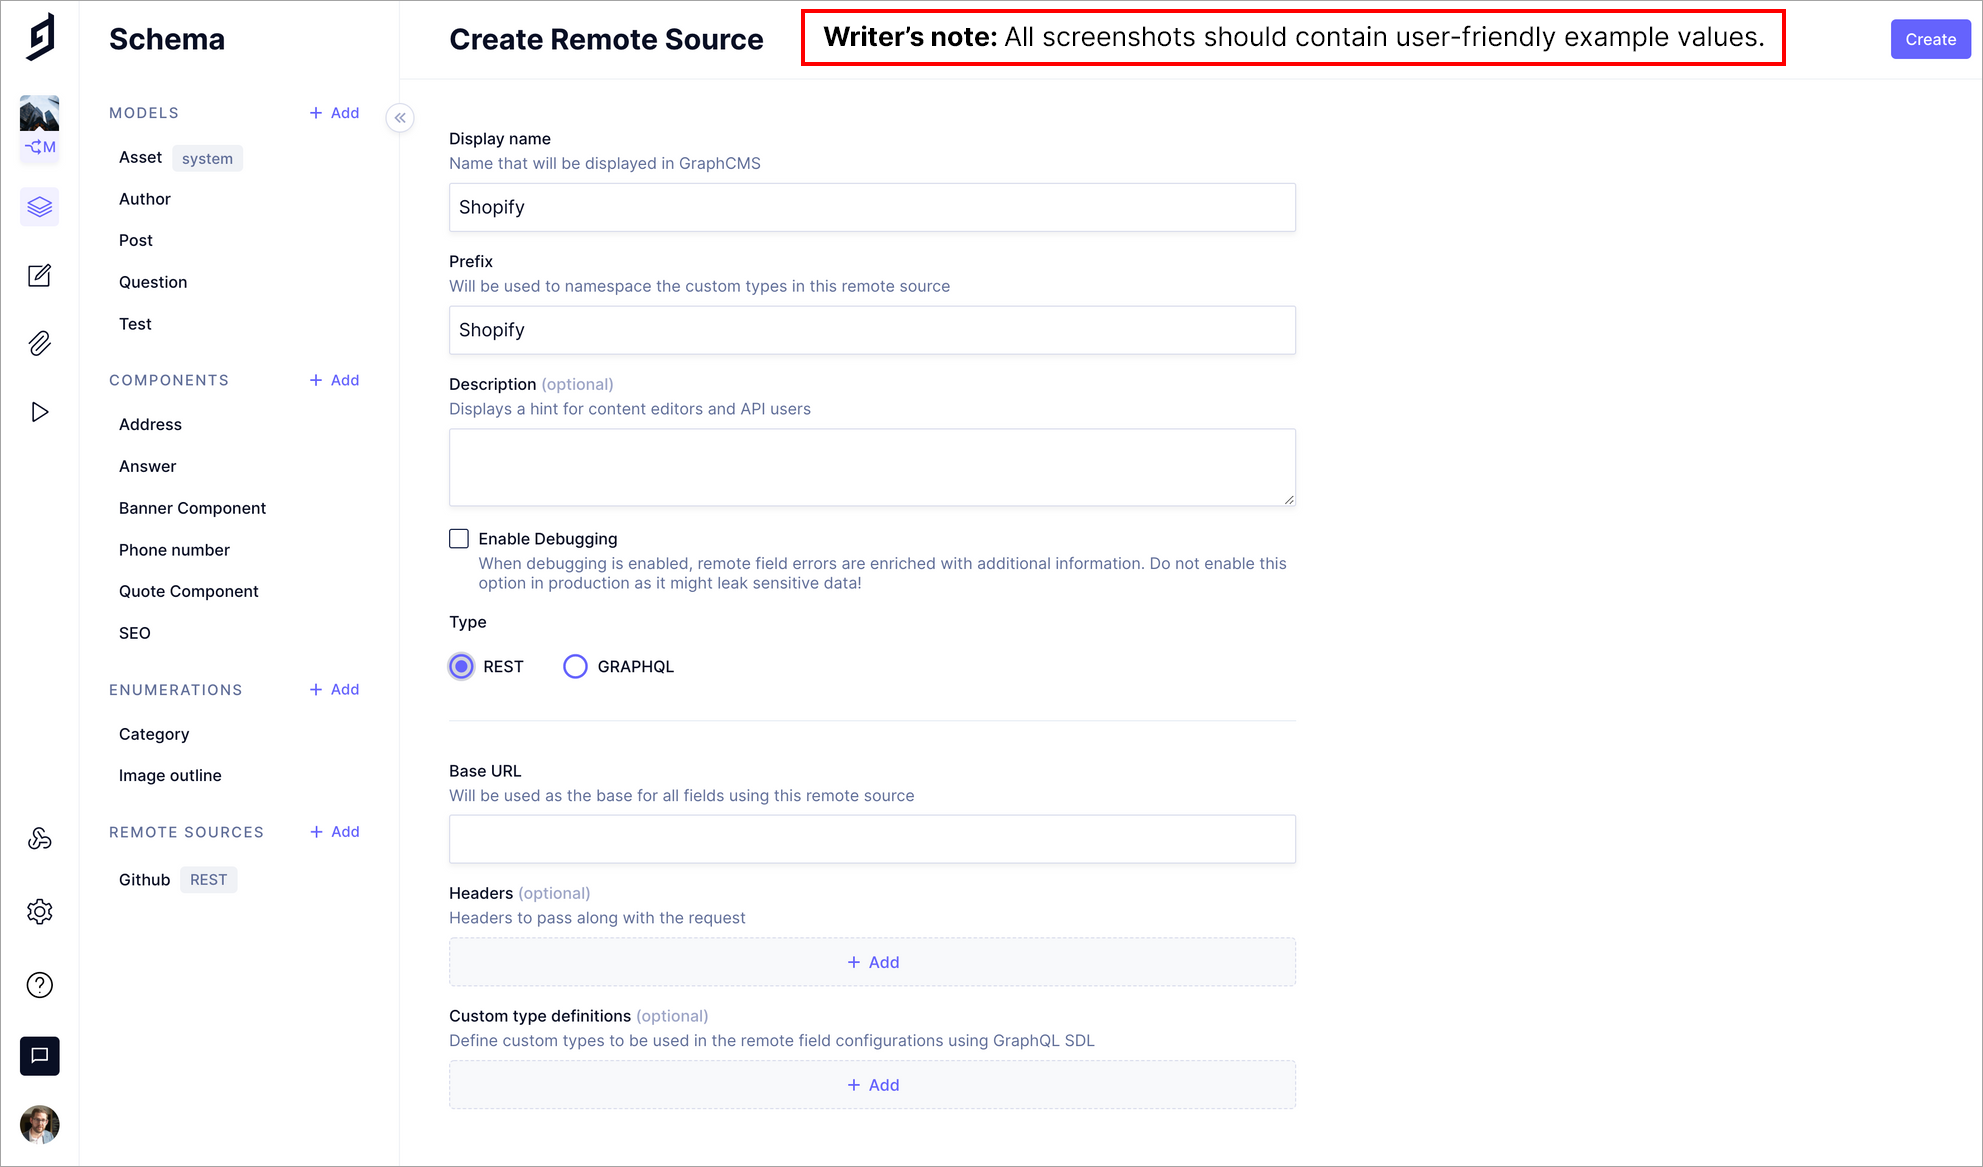 Schema
Create Remote Source
Writer's note: All screenshots should contain user-friendly example values.
Create
M
MODELS
+ Add
Asset system
Author
Post
Question
Test
COMPONENTS
+ Add
Address
Answer
Banner Component
Phone number
Quote Component
SEO
ENUMERATIONS
+ Add
Category
Image outline
REMOTE SOURCES
+ Add
Github REST
Display name
Name that will be displayed in GraphCMS
Shopify
Prefix
Will be used to namespace the custom types in this remote source
Shopify
Description (optional)
Displays a hint for content editors and API users
Enable Debugging
When debugging is enabled, remote field errors are enriched with additional information. Do not enable this
option in production as it might leak sensitive data!
Type
REST
GRAPHQL
Base URL
Will be used as the base for all fields using this remote source
Headers (optional)
Headers to pass along with the request
+ Add
Custom type definitions (optional)
Define custom types to be used in the remote field configurations using GraphQL SDL
+ Add